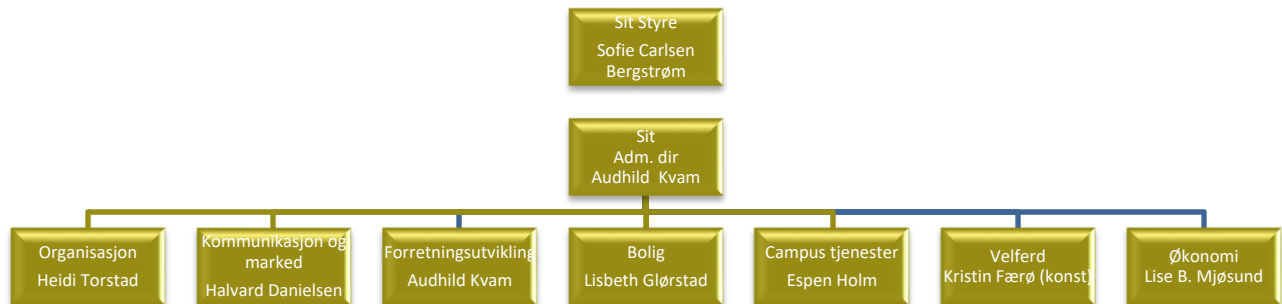 Sit Styre
Sofie Carlsen
Bergstrøm
Sit
Adm. dir
Audhild Kvam
Organisasjon
Heidi Torstad
Kommunikasjon og
marked
Halvard Danielsen
Forretningsutvikling
Audhild Kvam
Bolig
Lisbeth Glørstad
Campus tjenester
Espen Holm
Velferd
Kristin Færø (konst)
Økonomi
Lise B. Mjøsund